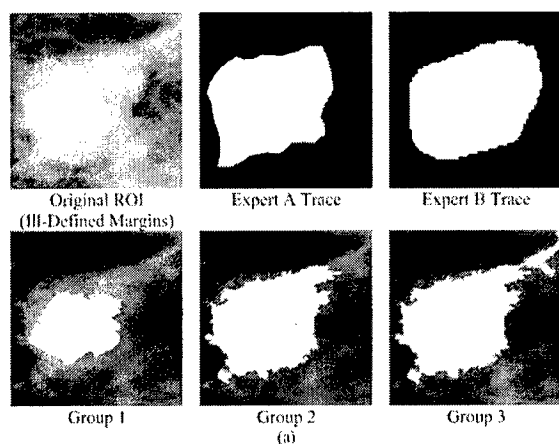 Original ROI
(Ill-Defined Margins)
Expert A Trace
Expert B Trace
Group 1
Group 2
Group 3
(a)